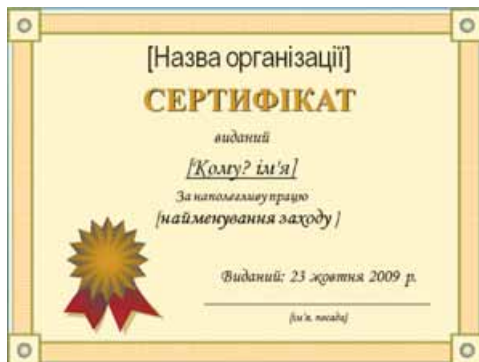 [Назва організації]
СЕРТИФІКАТ
виданий
[Кому? ім'я]
За наполегливу працю
[найменування заходу ]
Виданий: 23 жовтня 2009 р.
(ім'я, посада)